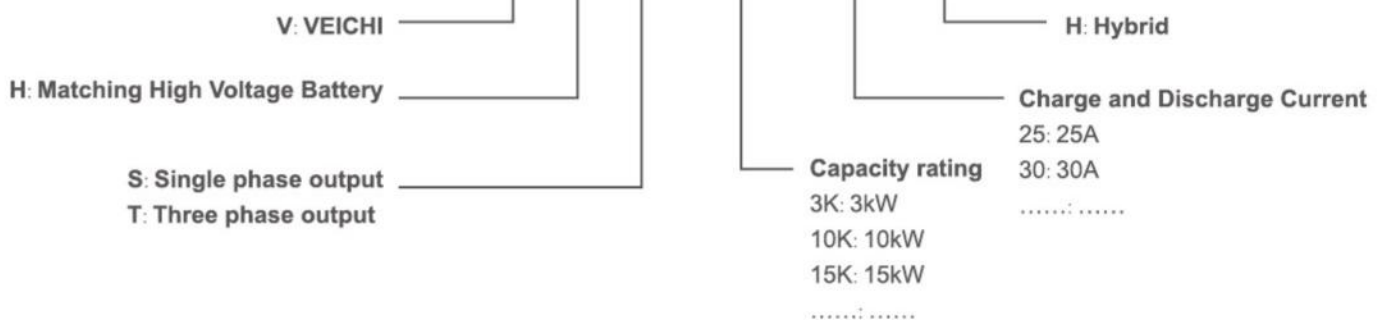 V: VEICHI
H: Hybrid
H: Matching High Voltage Battery
Charge and Discharge Current
25: 25A
30: 30A
......: ......
S: Single phase output
T: Three phase output
Capacity rating
3K: 3kW
10K: 10kW
15K: 15kW
......: ......